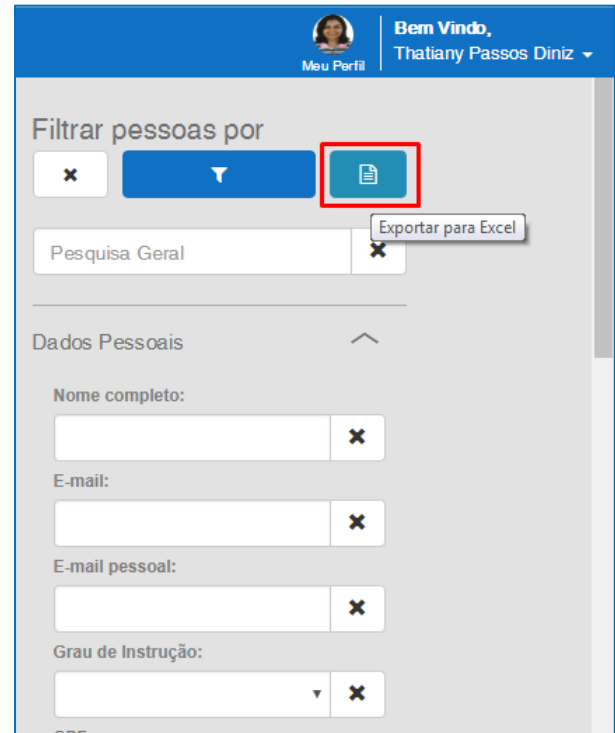 Bem Vindo,
Meu Perfil
Thatiany Passos Diniz
Filtrar pessoas por
Exportar para Excel
Pesquisa Geral
Dados Pessoais
Nome completo:
E-mail:
E-mail pessoal:
Grau de Instrução: